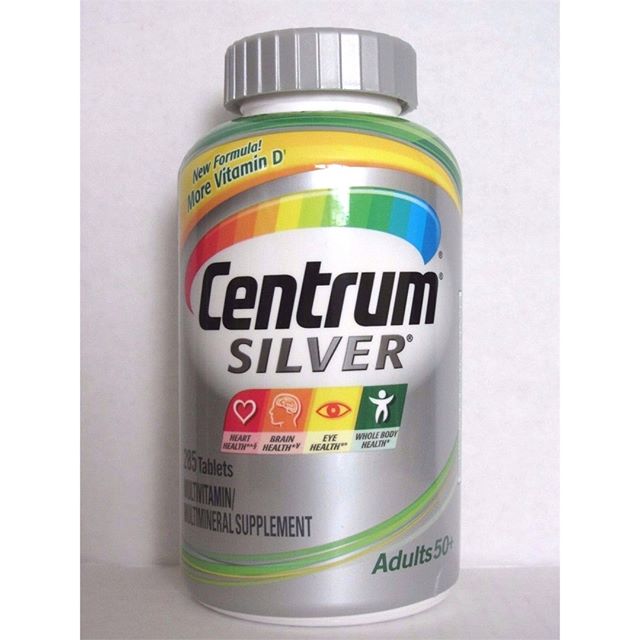 New Formula!
More Vitamin D†
Centrum®
SILVER®
HEART
HEALTH**§
BRAIN
HEALTH*¥
EYE
HEALTH**
WHOLE BODY
HEALTH*
285 Tablets
MULTIVITAMIN/
MULTIMINERAL SUPPLEMENT
Adults 50+